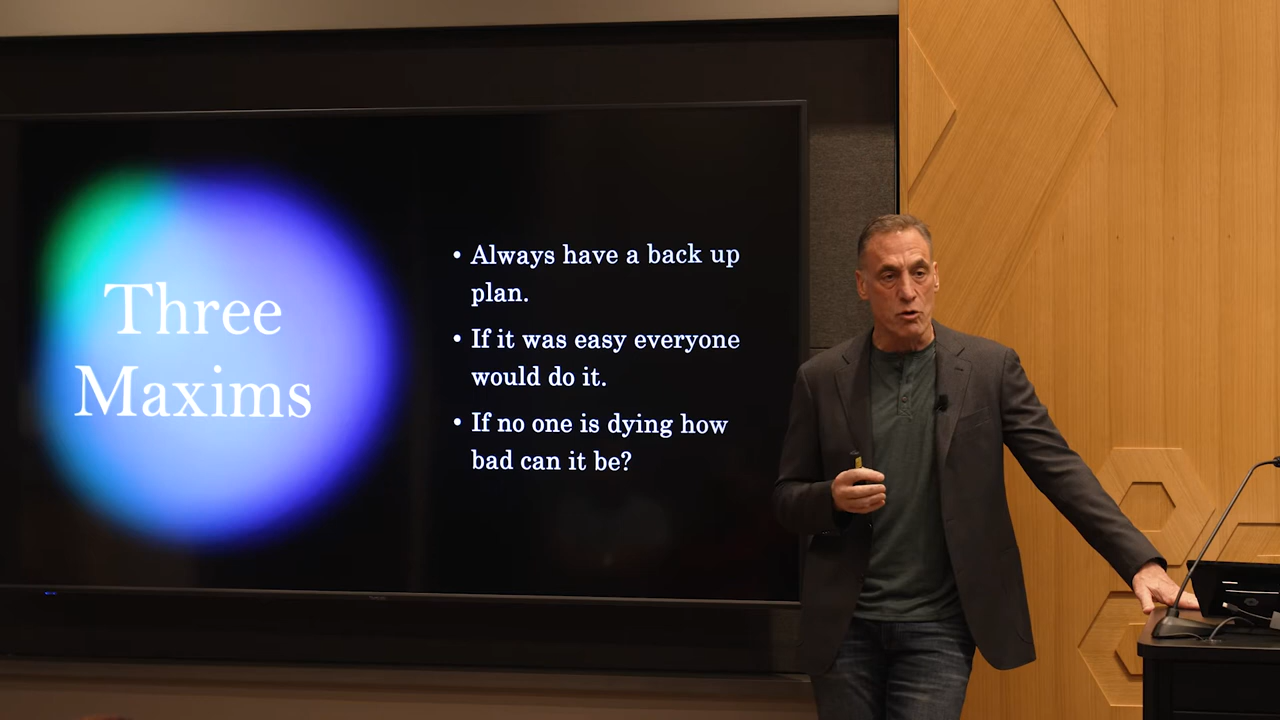 Three
Maxims
• Always have a back up
plan.
• If it was easy everyone
would do it.
• If no one is dying how
bad can it be?